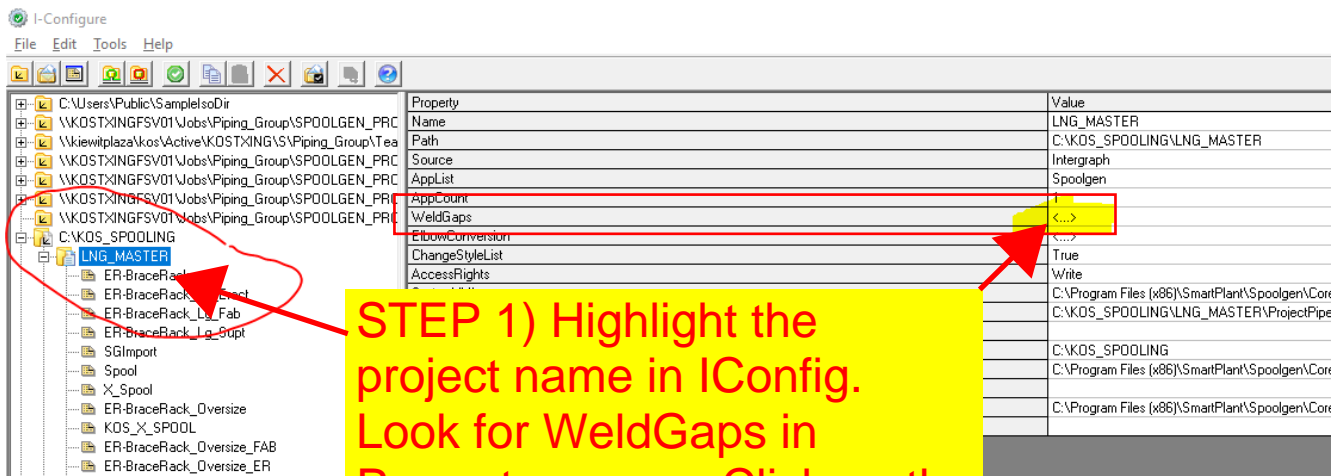 I-Configure
File Edit Tools Help
C:\Users\Public\SampleIsoDir
\\KOSTXINGFSV01\Jobs\Piping_Group\SPOOLGEN_PRC
\\kiewitplaza\kos\Active\KOSTXING\S\Piping_Group\Tea
\\KOSTXINGFSV01\Jobs\Piping_Group\SPOOLGEN_PRC
\\KOSTXINGFSV01\Jobs\Piping_Group\SPOOLGEN_PRC
\\KOSTXINGFSV01\Jobs\Piping_Group\SPOOLGEN_PRC
\\KOSTXINGFSV01\Jobs\Piping_Group\SPOOLGEN_PRC
C:\KOS_SPOOLING
LNG_MASTER
ER-BraceRack
ER-BraceRack_Lg_Erect
ER-BraceRack_Lg_Fab
ER-BraceRack_Lg_Supt
SGImport
Spool
X_Spool
ER-BraceRack_Oversize
KOS_X_SPOOL
ER-BraceRack_Oversize_FAB
ER-BraceRack_Oversize_ER
Property Value
Name LNG_MASTER
Path C:\KOS_SPOOLING\LNG_MASTER
Source Intergraph
AppList Spoolgen
AppCount 1
WeldGaps <...>
ElbowConversion <...>
ChangeStyleList True
AccessRights Write
C:\Program Files (x86)\SmartPlant\Spoolgen\Core
C:\KOS_SPOOLING\LNG_MASTER\ProjectPipe
C:\KOS_SPOOLING
C:\Program Files (x86)\SmartPlant\Spoolgen\Core
C:\Program Files (x86)\SmartPlant\Spoolgen\Core
STEP 1) Highlight the
project name in IConfig.
Look for WeldGaps in